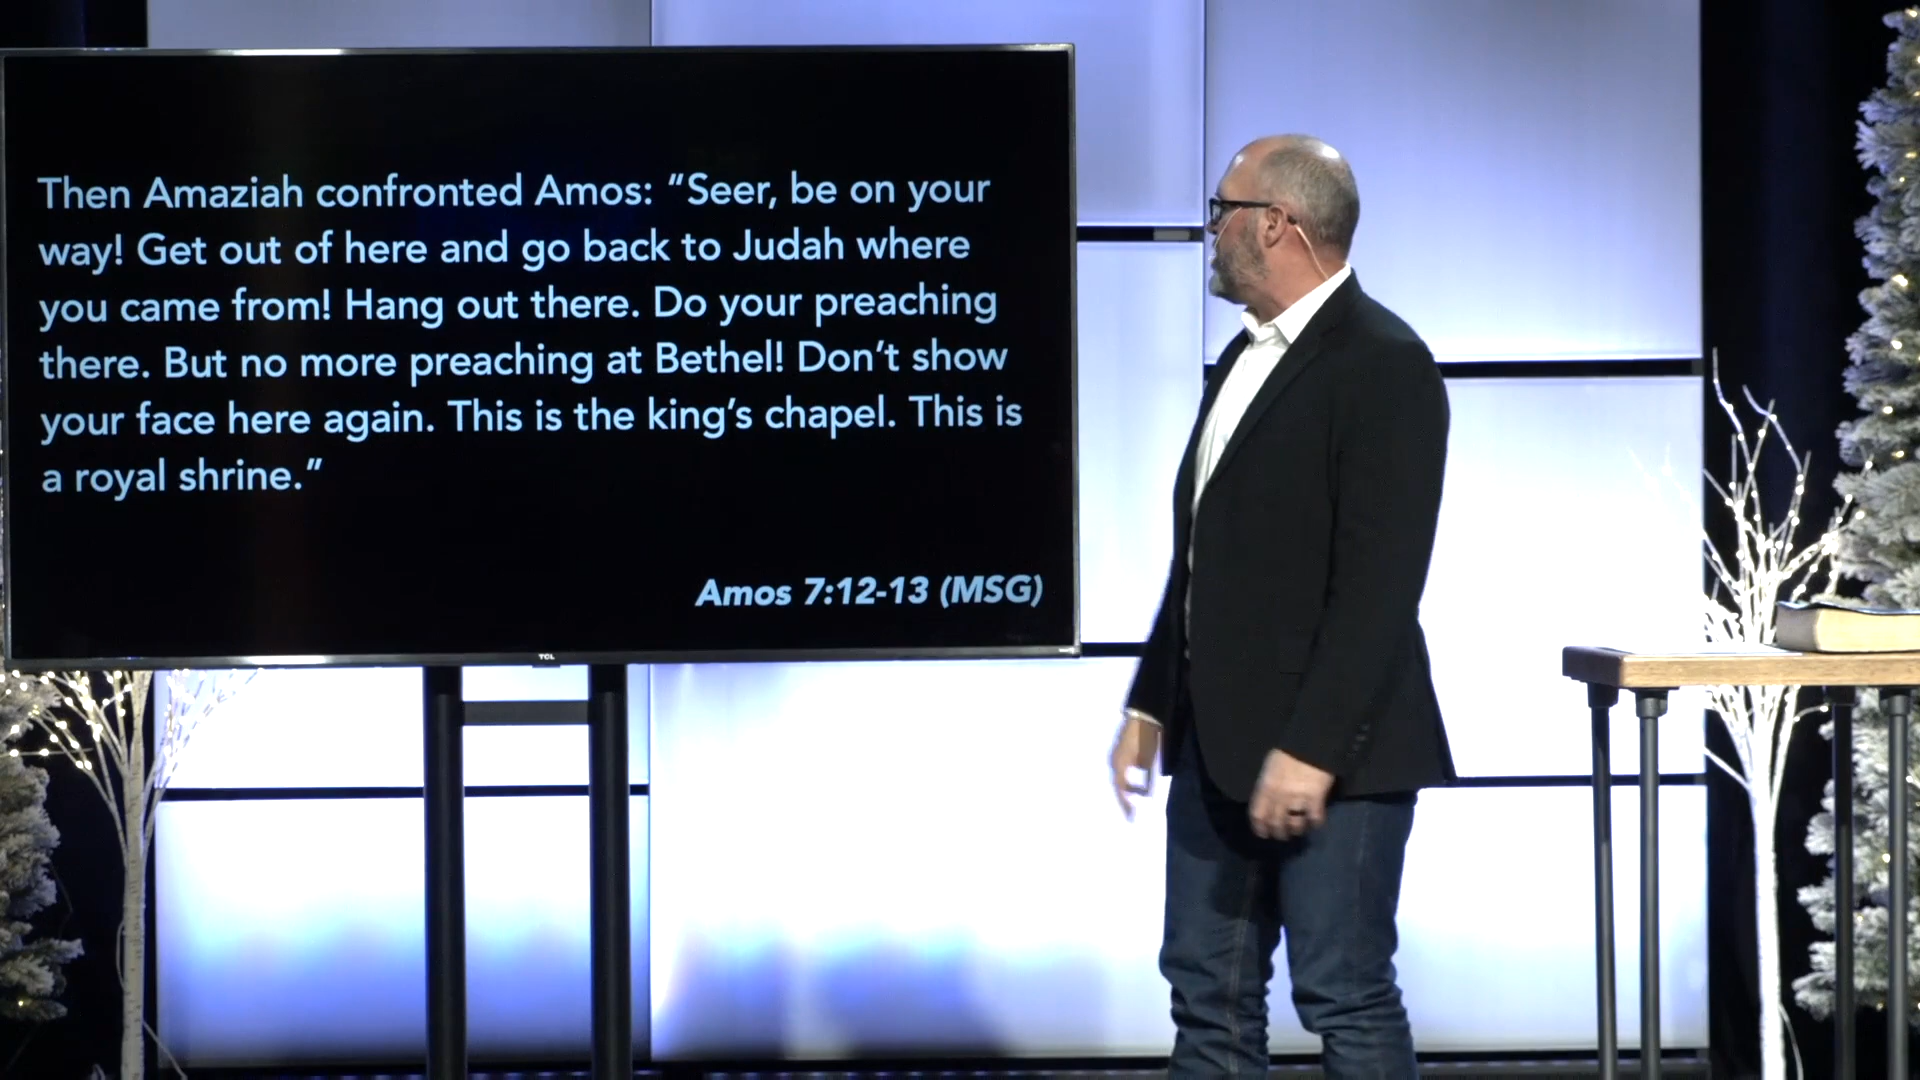 Then Amaziah confronted Amos: “Seer, be on your
way! Get out of here and go back to Judah where
you came from! Hang out there. Do your preaching
there. But no more preaching at Bethel! Don’t show
your face here again. This is the king’s chapel. This is
a royal shrine.”
Amos 7:12-13 (MSG)
TCL